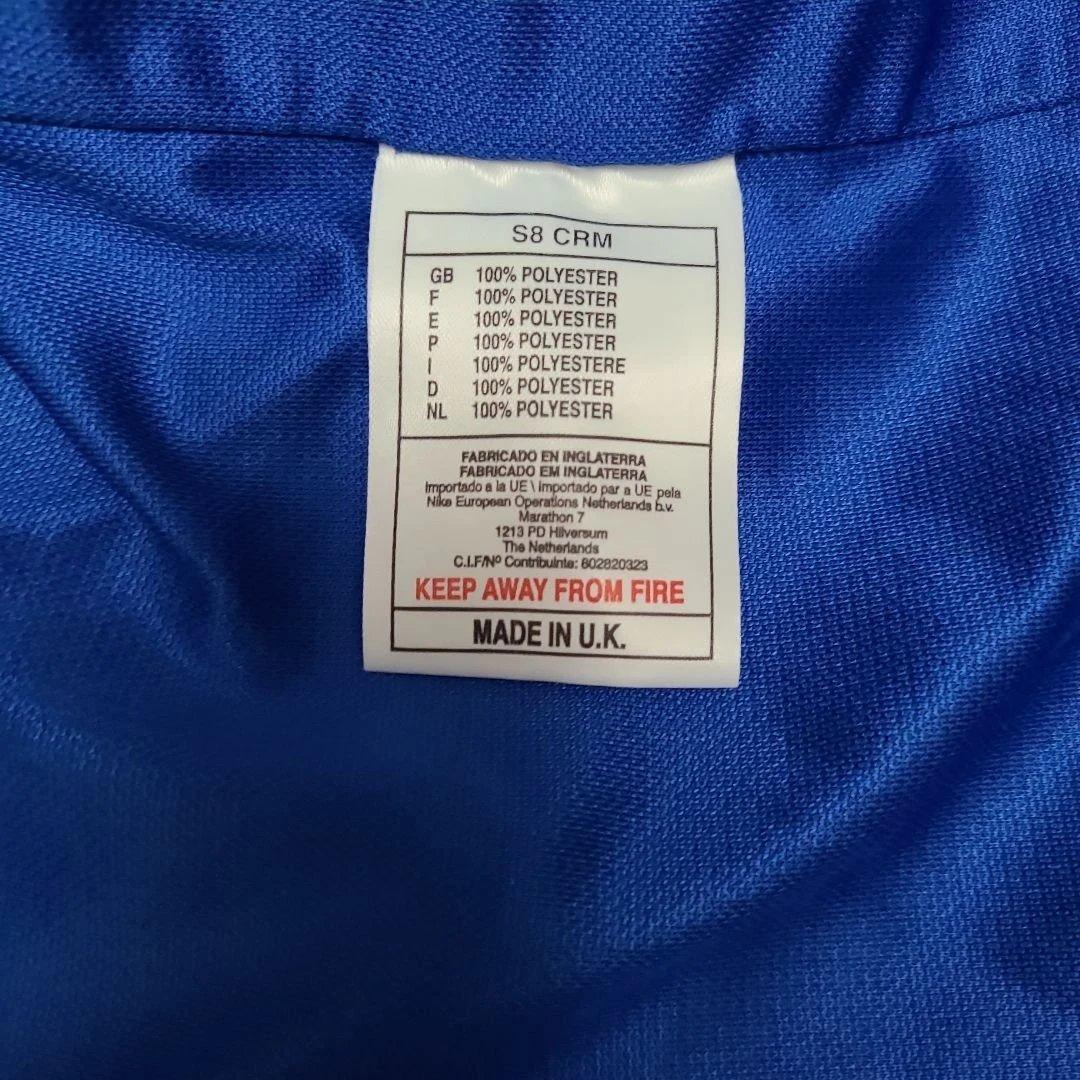 S8 CRM
GB 100% POLYESTER
F 100% POLYESTER
E 100% POLYESTER
P 100% POLYESTER
I 100% POLYESTERE
D 100% POLYESTER
NL 100% POLYESTER
FABRICADO EN INGLATERRA
FABRICADO EM INGLATERRA
Importado a la UE \ Importado par a UE pela
Nike European Operations Netherlands b.v.
Marathon 7
1213 PD Hilversum
The Netherlands
C.I.F/Nº Contribuinte: 802820323
KEEP AWAY FROM FIRE
MADE IN U.K.